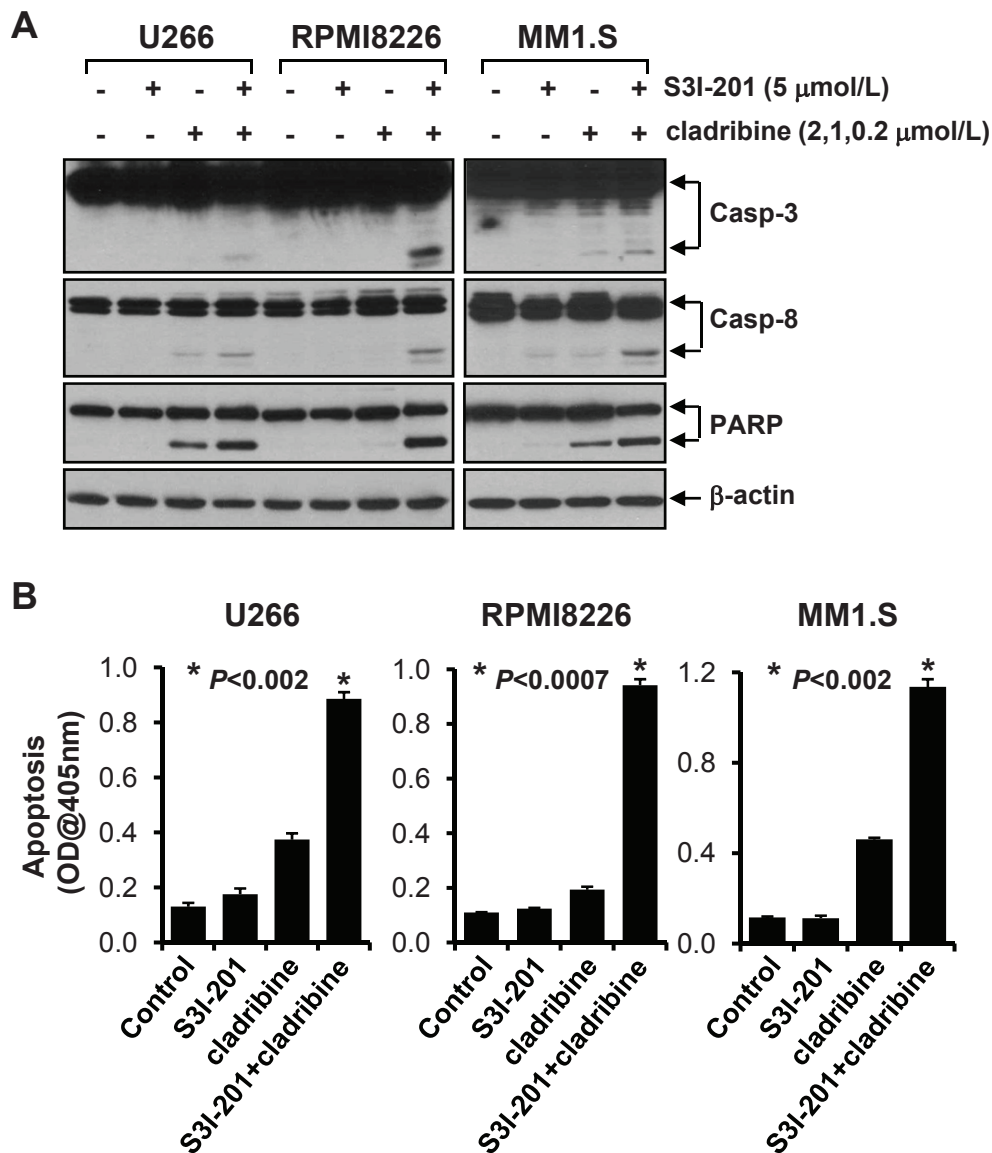 A
U266 RPMI8226 MM1.S
- + - + - + - + - + - + S3I-201 (5 μmol/L)
- - + + - - + + - - + + cladribine (2,1,0.2 μmol/L)
Casp-3
Casp-8
PARP
β-actin
B
U266 RPMI8226 MM1.S
Apoptosis
(OD@405nm)
1.0
0.8
0.6
0.4
0.2
0.0
* P<0.002 *
Control
S3I-201
cladribine
S3I-201+cladribine
1.0
0.8
0.6
0.4
0.2
0.0
* P<0.0007 *
Control
S3I-201
cladribine
S3I-201+cladribine
1.2
0.8
0.4
0.0
* P<0.002 *
Control
S3I-201
cladribine
S3I-201+cladribine